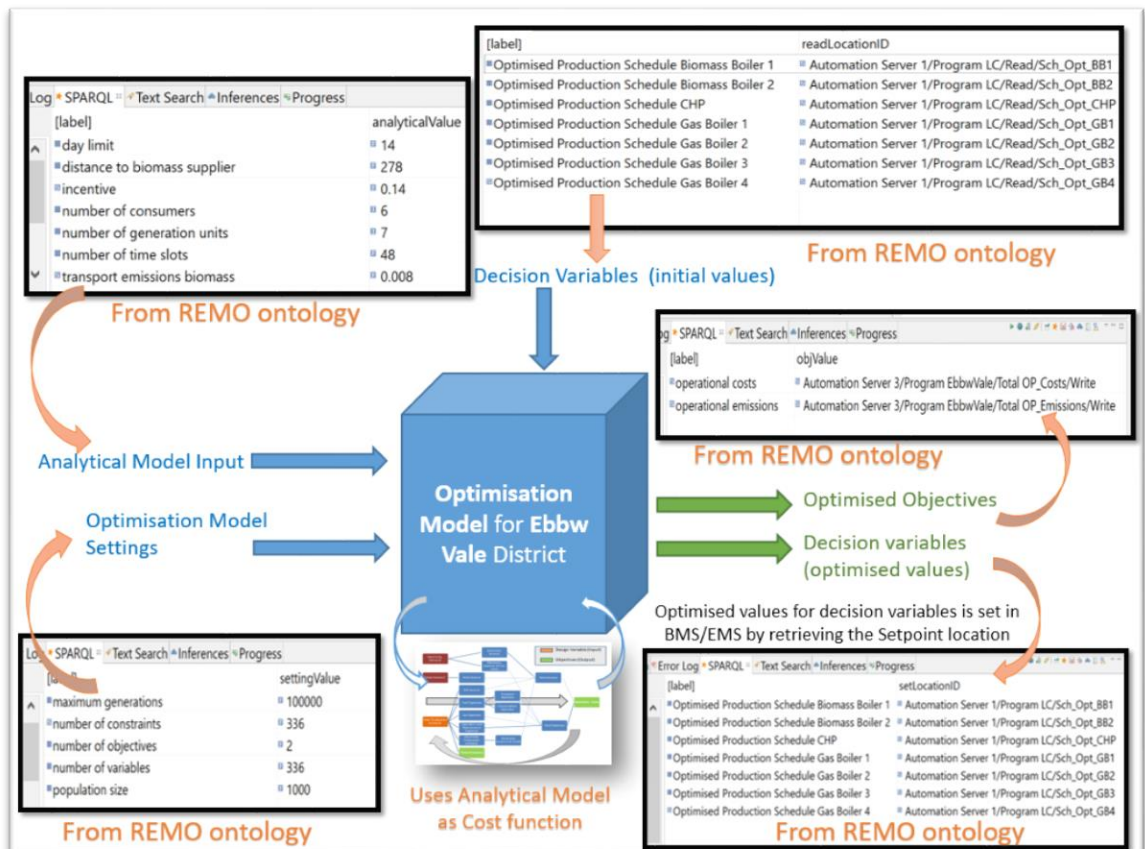 [label] readLocationID
Optimised Production Schedule Biomass Boiler 1 Automation Server 1/Program LC/Read/Sch_Opt_BB1
Optimised Production Schedule Biomass Boiler 2 Automation Server 1/Program LC/Read/Sch_Opt_BB2
Optimised Production Schedule CHP Automation Server 1/Program LC/Read/Sch_Opt_CHP
Optimised Production Schedule Gas Boiler 1 Automation Server 1/Program LC/Read/Sch_Opt_GB1
Optimised Production Schedule Gas Boiler 2 Automation Server 1/Program LC/Read/Sch_Opt_GB2
Optimised Production Schedule Gas Boiler 3 Automation Server 1/Program LC/Read/Sch_Opt_GB3
Optimised Production Schedule Gas Boiler 4 Automation Server 1/Program LC/Read/Sch_Opt_GB4
From REMO ontology
Log SPARQL Text Search Inferences Progress
[label] analyticalValue
day limit 14
distance to biomass supplier 278
incentive 0.14
number of consumers 6
number of generation units 7
number of time slots 48
transport emissions biomass 0.008
From REMO ontology
Decision Variables (initial values)
SPARQL Text Search Inferences Progress
[label] objValue
operational costs Automation Server 3/Program EbbwVale/Total OP_Costs/Write
operational emissions Automation Server 3/Program EbbwVale/Total OP_Emissions/Write
From REMO ontology
Analytical Model Input
Optimisation Model
Settings
Optimisation
Model for Ebbw
Vale District
Optimised Objectives
Decision variables
(optimised values)
Optimised values for decision variables is set in
BMS/EMS by retrieving the Setpoint location
SPARQL Text Search Inferences Progress
settingValue
maximum generations 100000
number of constraints 336
number of objectives 2
number of variables 336
population size 1000
From REMO ontology
Uses Analytical Model
as Cost function
Error Log SPARQL Text Search Inferences Progress
[label] setLocationID
Optimised Production Schedule Biomass Boiler 1 Automation Server 1/Program LC/Sch_Opt_BB1
Optimised Production Schedule Biomass Boiler 2 Automation Server 1/Program LC/Sch_Opt_BB2
Optimised Production Schedule CHP Automation Server 1/Program LC/Sch_Opt_CHP
Optimised Production Schedule Gas Boiler 1 Automation Server 1/Program LC/Sch_Opt_GB1
Optimised Production Schedule Gas Boiler 2 Automation Server 1/Program LC/Sch_Opt_GB2
Optimised Production Schedule Gas Boiler 3 Automation Server 1/Program LC/Sch_Opt_GB3
Optimised Production Schedule Gas Boiler 4 Automation Server 1/Program LC/Sch_Opt_GB4
From REMO ontology